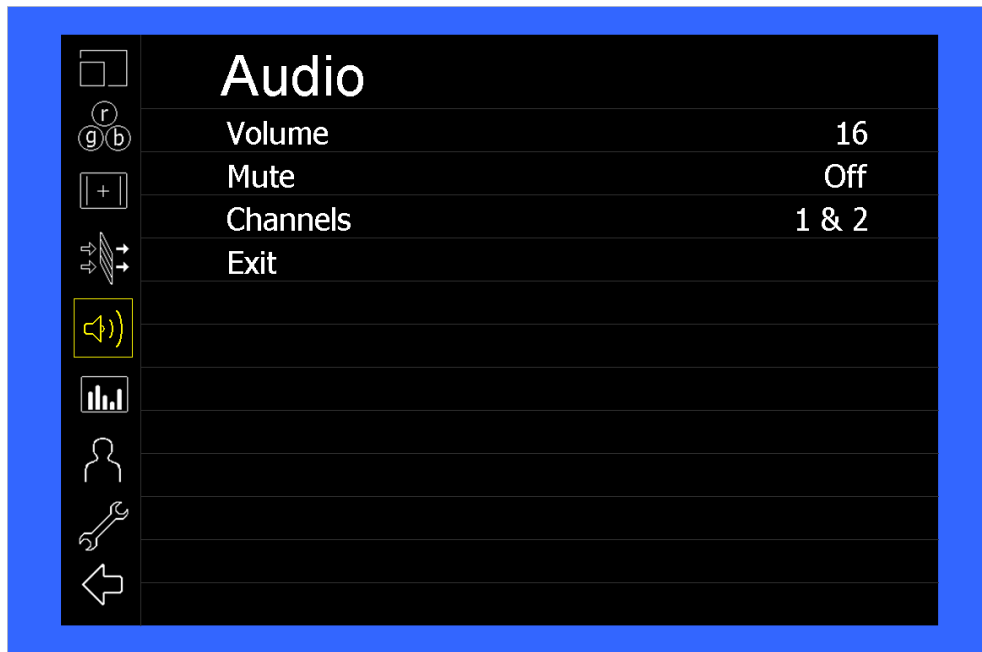 Audio
r
g b
Volume 16
Mute Off
Channels 1 & 2
Exit